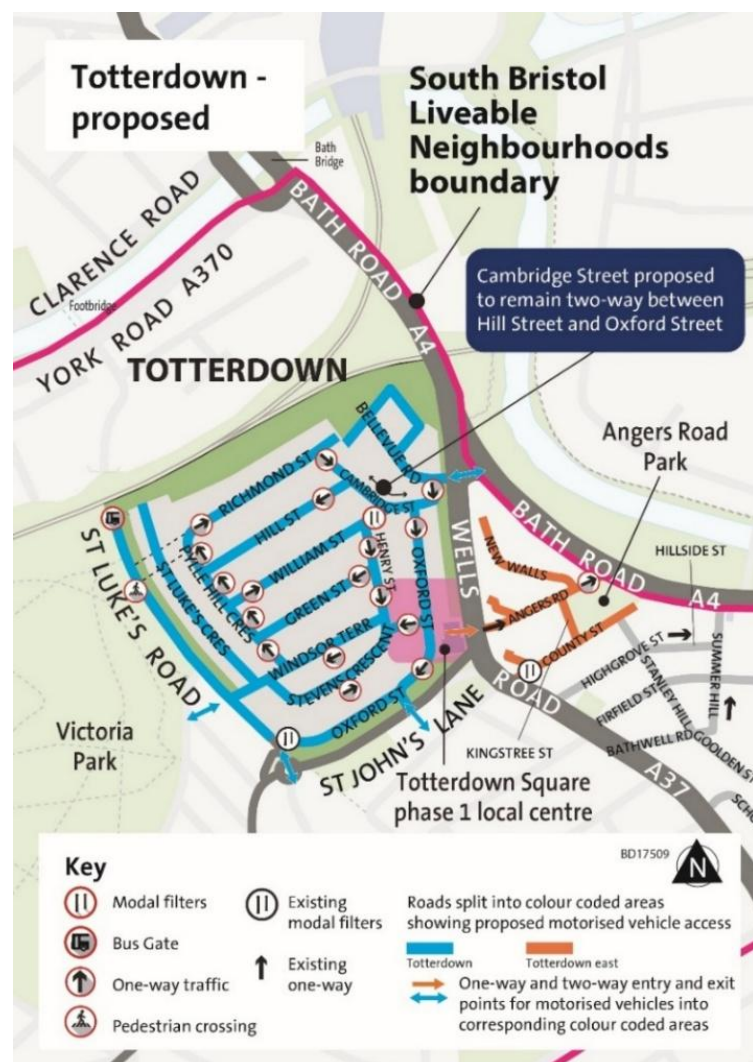 Totterdown -
proposed
South Bristol
Liveable
Neighbourhoods
boundary
Bath
Bridge
CLARENCE ROAD
BATH ROAD A4
Footbridge
YORK ROAD A370
Cambridge Street proposed
to remain two-way between
Hill Street and Oxford Street
TOTTERDOWN
BELLEVUE RD
Angers Road
Park
RICHMOND ST
CAMBRIDGE ST
HILL ST
BATH ROAD
A4
HILLSIDE ST
WILLIAM ST
HENRY ST
OXFORD ST
WELLS
NEW WALLS
ST LUKE'S CRES
PYLLE HILL CRES
GREEN ST
ANGERS RD
ST LUKE'S ROAD
WINDSOR TERR
COUNTY ST
HIGHGROVE ST
SUMMER HILL
STEVENS CRESCENT
ROAD
FIRFIELD ST
STANLEY HILL
GOOLDEN ST
Victoria
Park
OXFORD ST
BATHWELL RD
ST JOHN'S LANE
KINGSTREE ST
A37
Totterdown Square
phase 1 local centre
Key
BD17509
N
Modal filters
Existing
modal filters
Roads split into colour coded areas
showing proposed motorised vehicle access
Bus Gate
Totterdown
Totterdown east
One-way traffic
Existing
one-way
One-way and two-way entry and exit
points for motorised vehicles into
corresponding colour coded areas
Pedestrian crossing